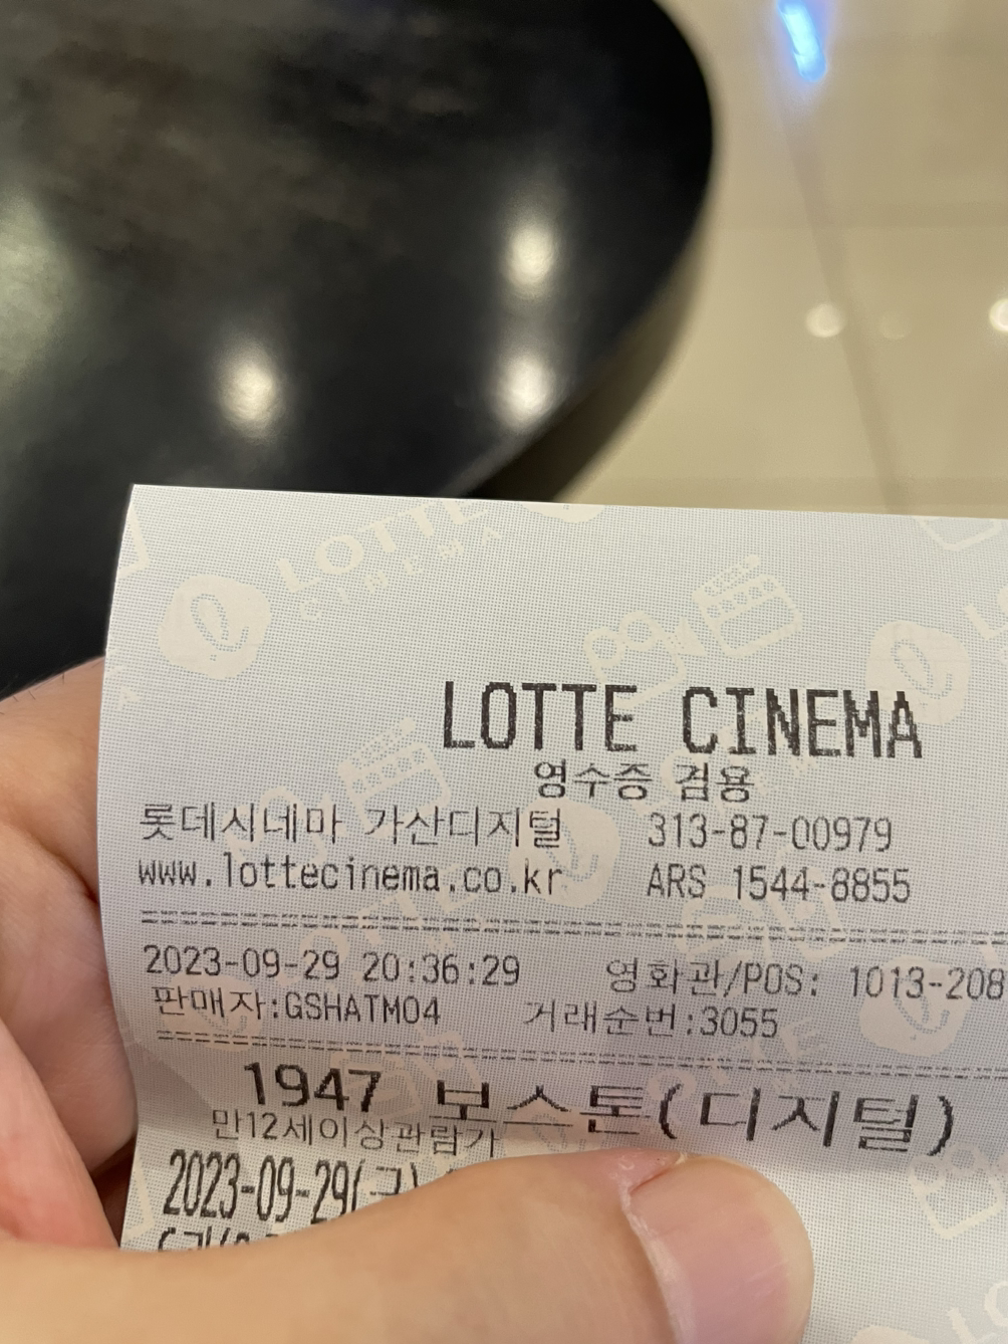 LOTTE CINEMA
영수증 겸용
롯데시네마 가산디지털 313-87-00979
www.lottecinema.co.kr ARS 1544-8855
2023-09-29 20:36:29 영화관/POS: 1013-208
판매자:GSHATM04 거래순번:3055
1947 보스톤(디지털)
만12세이상관람가
2023-09-29(금)